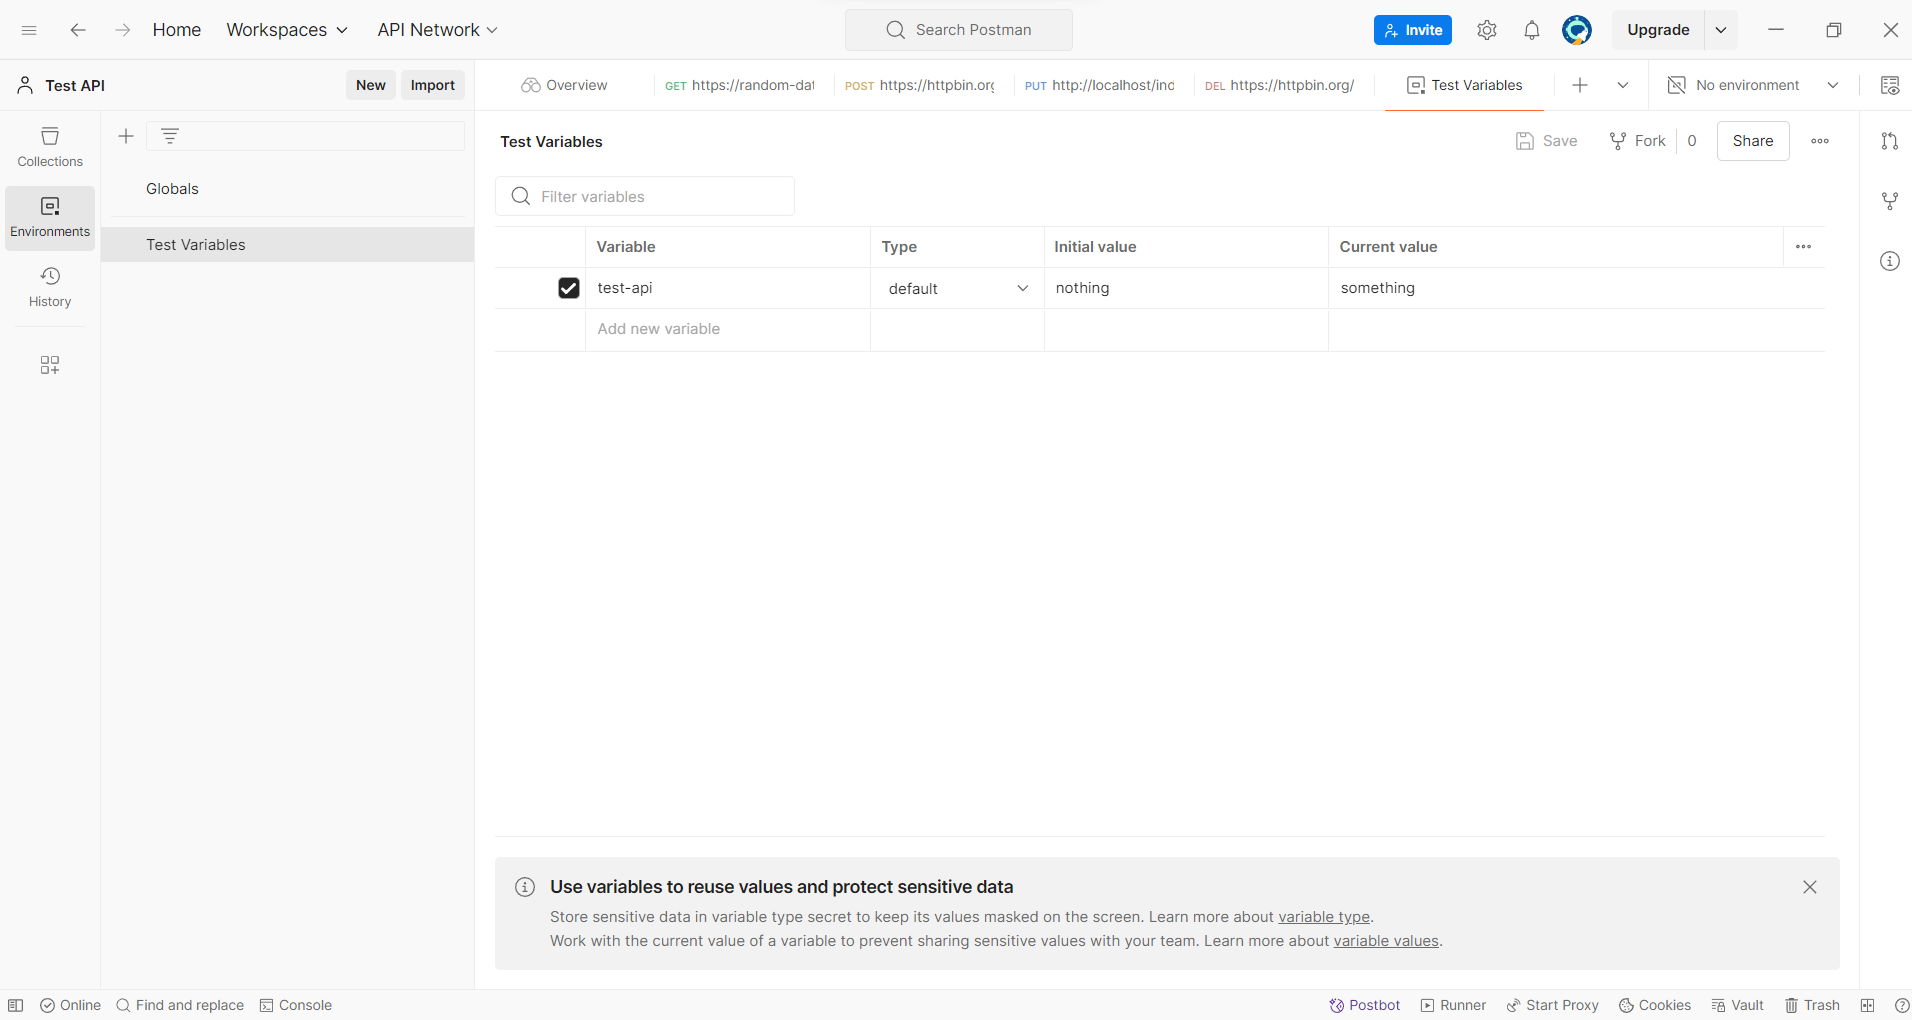 Home Workspaces API Network Search Postman Invite Upgrade
Test API New Import Overview GET https://random-dat POST https://httpbin.org PUT http://localhost/ind DEL https://httpbin.org/ Test Variables No environment
Collections
Environments
History
Globals
Test Variables
Test Variables Save Fork 0 Share
Filter variables
Variable Type Initial value Current value
test-api default nothing something
Add new variable
Use variables to reuse values and protect sensitive data
Store sensitive data in variable type secret to keep its values masked on the screen. Learn more about variable type.
Work with the current value of a variable to prevent sharing sensitive values with your team. Learn more about variable values.
Online Find and replace Console Postbot Runner Start Proxy Cookies Vault Trash